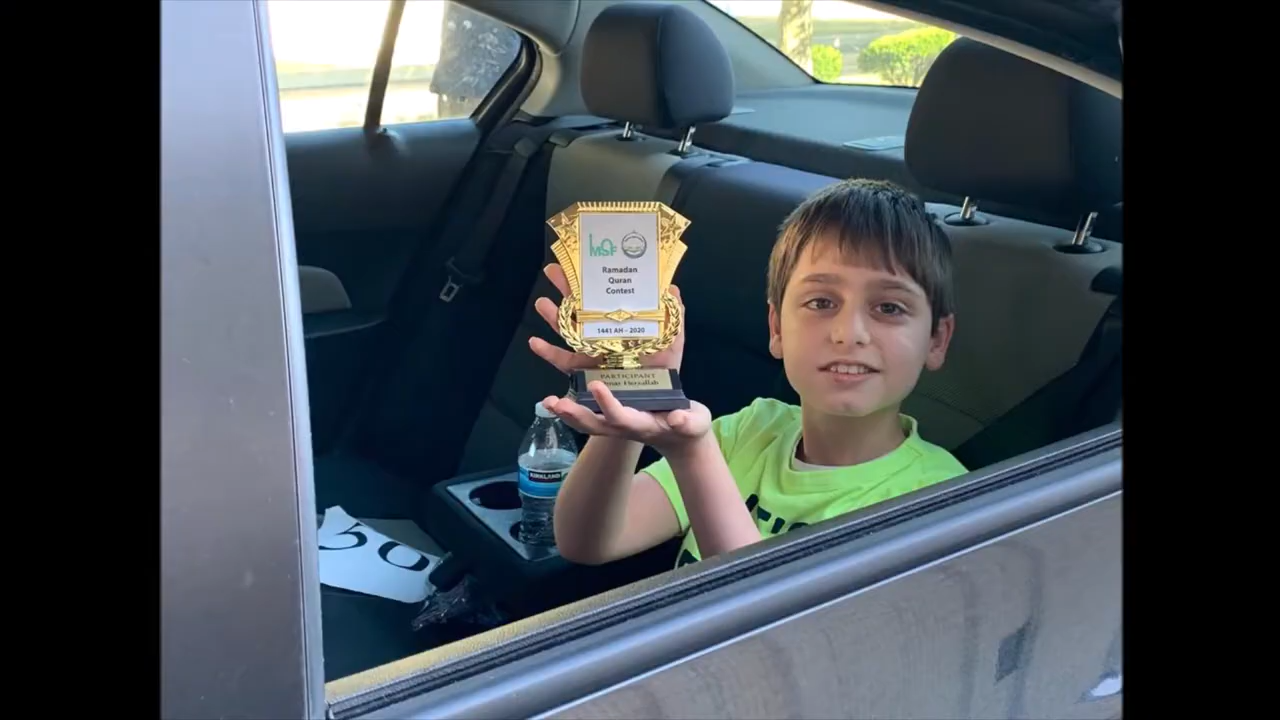 MSF
Ramadan
Quran
Contest
1441 AH - 2020
PARTICIPANT
KIRKLAND
50